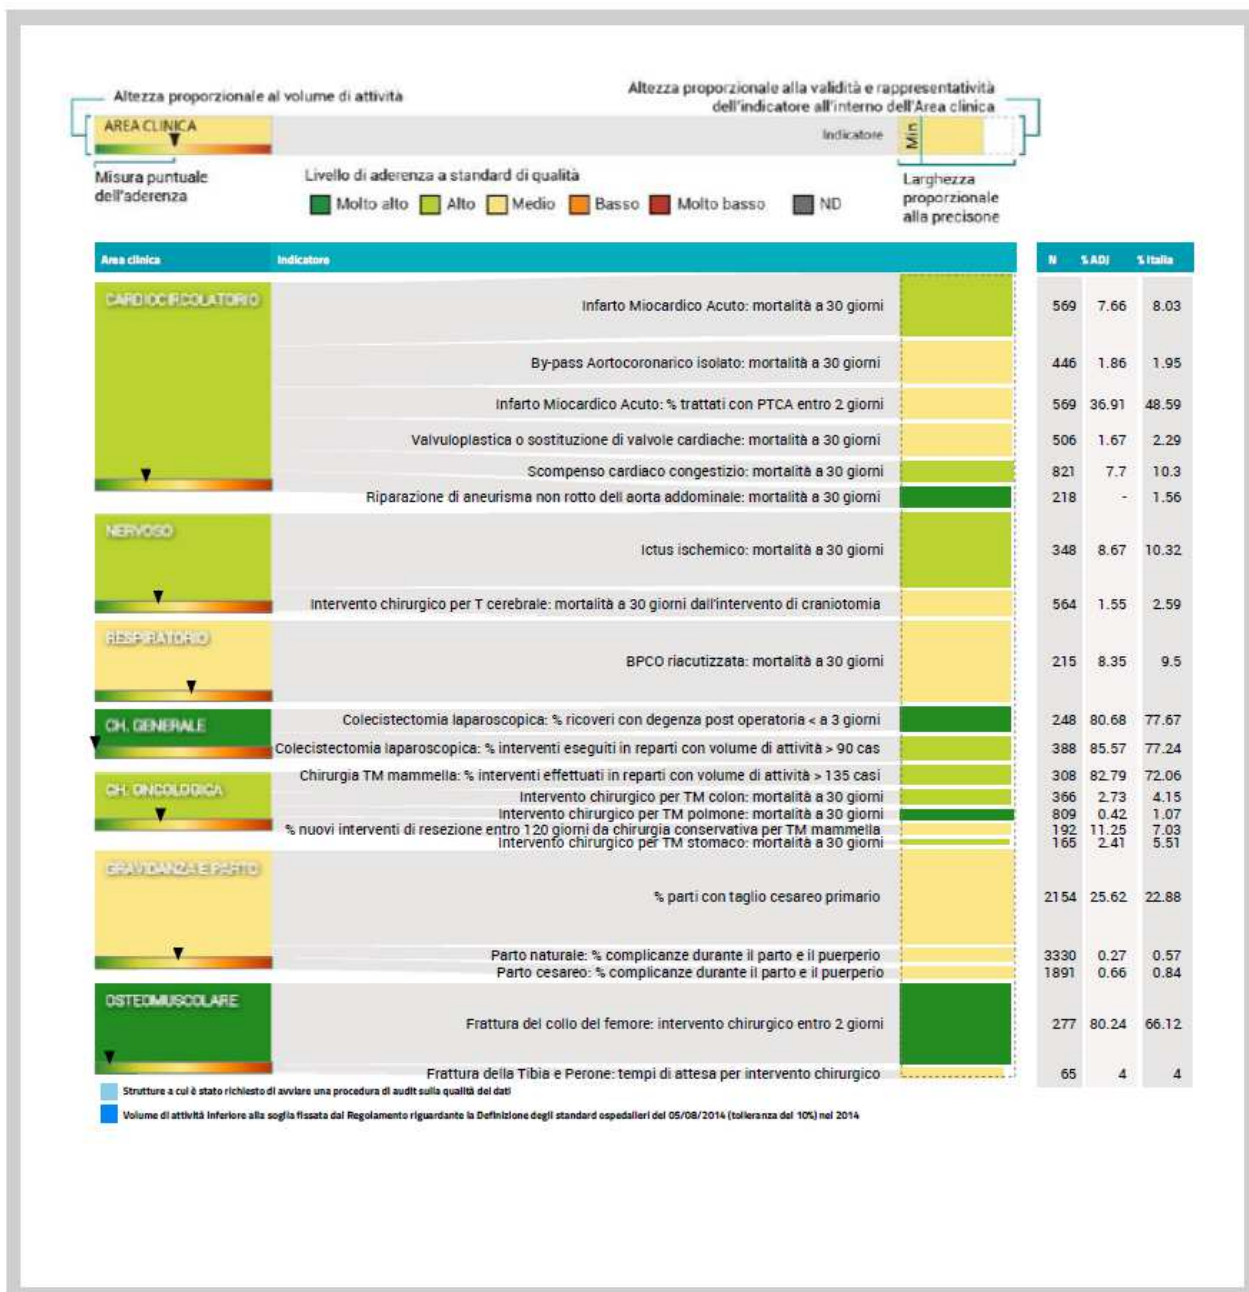 Altezza proporzionale al volume di attività
Altezza proporzionale alla validità e rappresentatività
dell'indicatore all'interno dell'Area clinica
AREA CLINICA
Indicatore
Min
Misura puntuale
dell'aderenza
Livello di aderenza a standard di qualità
Molto alto Alto Medio Basso Molto basso ND
Larghezza
proporzionale
alla precisone
Area clinica Indicatore N % ADJ % Italia
CARDIOCIRCOLATORIO
Infarto Miocardico Acuto: mortalità a 30 giorni 569 7.66 8.03
By-pass Aortocoronarico isolato: mortalità a 30 giorni 446 1.86 1.95
Infarto Miocardico Acuto: % trattati con PTCA entro 2 giorni 569 36.91 48.59
Valvuloplastica o sostituzione di valvole cardiache: mortalità a 30 giorni 506 1.67 2.29
Scompenso cardiaco congestizio: mortalità a 30 giorni 821 7.7 10.3
Riparazione di aneurisma non rotto dell aorta addominale: mortalità a 30 giorni 218 - 1.56
NERVOSO
Ictus ischemico: mortalità a 30 giorni 348 8.67 10.32
Intervento chirurgico per T cerebrale: mortalità a 30 giorni dall'intervento di craniotomia 564 1.55 2.59
RESPIRATORIO
BPCO riacutizzata: mortalità a 30 giorni 215 8.35 9.5
CH. GENERALE
Colecistectomia laparoscopica: % ricoveri con degenza post operatoria < a 3 giorni 248 80.68 77.67
Colecistectomia laparoscopica: % interventi eseguiti in reparti con volume di attività > 90 cas 388 85.57 77.24
CH. ONCOLOGICA
Chirurgia TM mammella: % interventi effettuati in reparti con volume di attività > 135 casi 308 82.79 72.06
Intervento chirurgico per TM colon: mortalità a 30 giorni 366 2.73 4.15
Intervento chirurgico per TM polmone: mortalità a 30 giorni 809 0.42 1.07
% nuovi interventi di resezione entro 120 giorni da chirurgia conservativa per TM mammella 192 11.25 7.03
Intervento chirurgico per TM stomaco: mortalità a 30 giorni 165 2.41 5.51
GRAVIDANZA E PARTO
% parti con taglio cesareo primario 2154 25.62 22.88
Parto naturale: % complicanze durante il parto e il puerperio 3330 0.27 0.57
Parto cesareo: % complicanze durante il parto e il puerperio 1891 0.66 0.84
OSTEOMUSCOLARE
Frattura del collo del femore: intervento chirurgico entro 2 giorni 277 80.24 66.12
Frattura della Tibia e Perone: tempi di attesa per intervento chirurgico 65 4 4
Strutture a cui è stato richiesto di avviare una procedura di audit sulla qualità dei dati
Volume di attività inferiore alla soglia fissata dal Regolamento riguardante la Definizione degli standard ospedalieri del 05/08/2014 (tolleranza del 10%) nel 2014